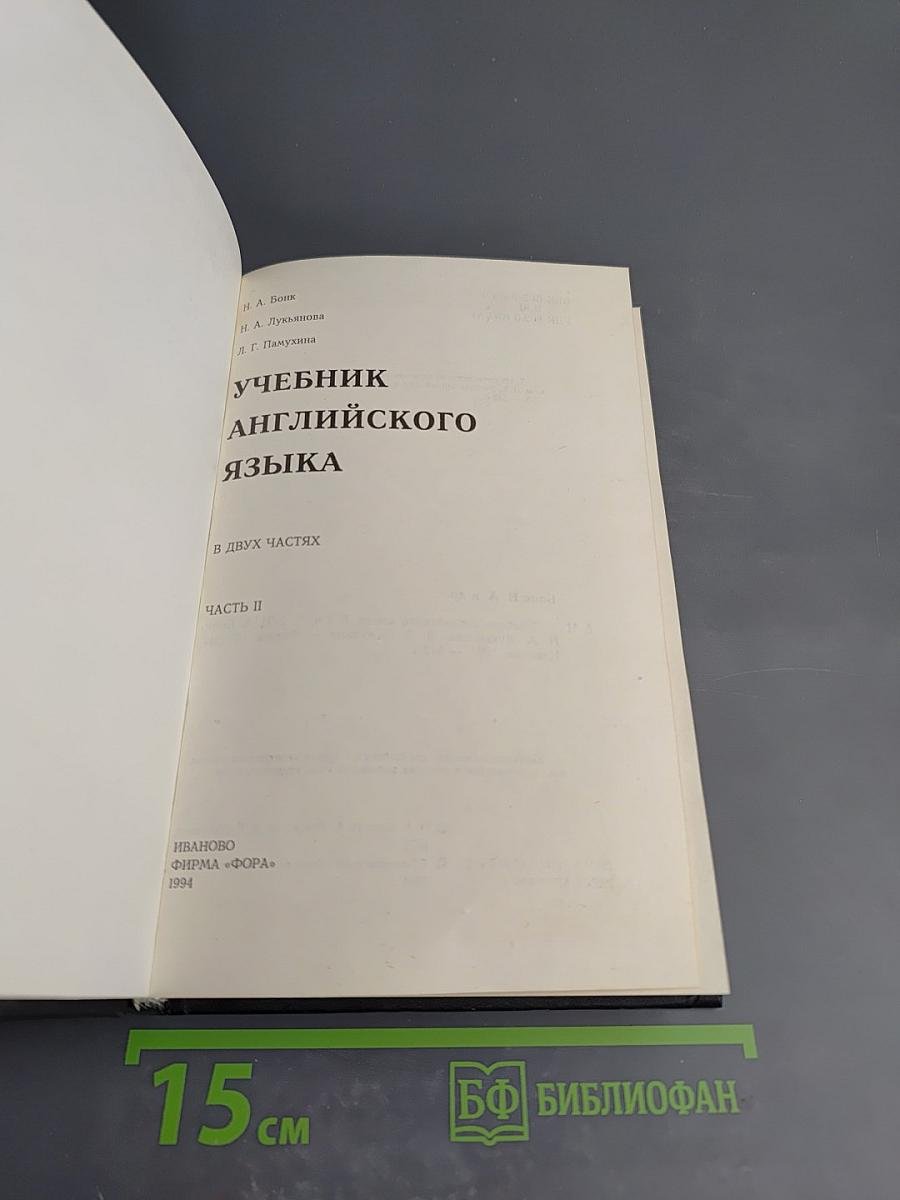 Н. А. Бонк
Н. А. Лукьянова
Л. Г. Памухина
УЧЕБНИК
АНГЛИЙСКОГО
ЯЗЫКА
В ДВУХ ЧАСТЯХ
ЧАСТЬ II
ИВАНОВО
ФИРМА «ФОРА»
1994
15 см
БФ БИБЛИОФАН